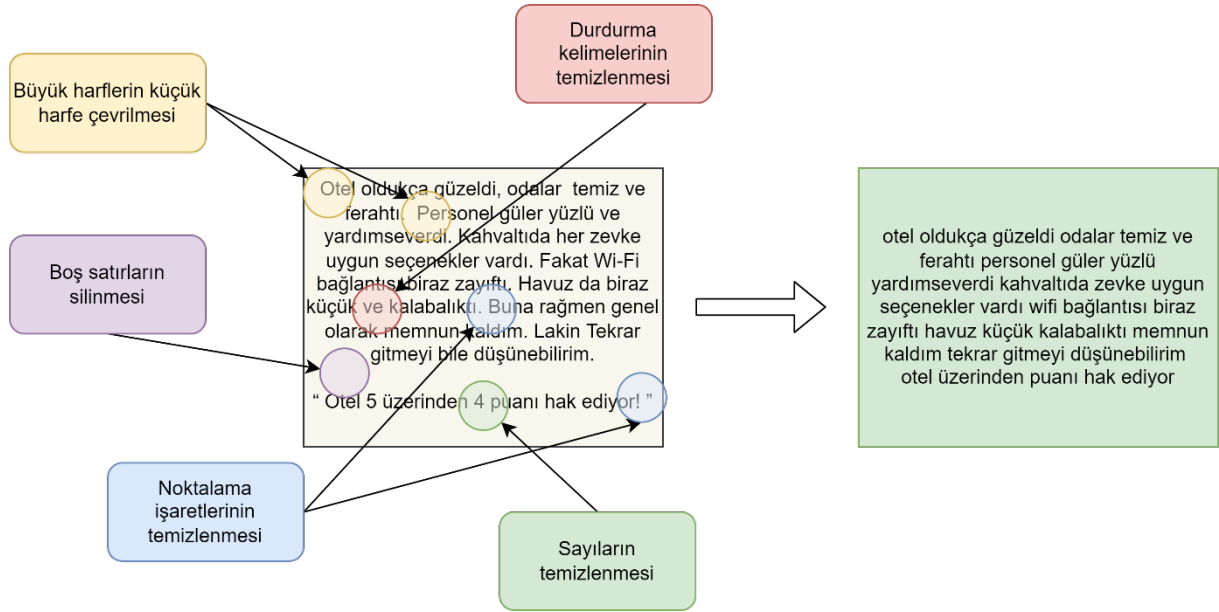 Durdurma
kelimelerinin
temizlenmesi
Büyük harflerin küçük
harfe çevrilmesi
Otel oldukça güzeldi, odalar  temiz ve
ferahtı.  Personel güler yüzlü ve
yardımseverdi. Kahvaltıda her zevke
uygun seçenekler vardı. Fakat Wi-Fi
bağlantısı biraz zayıftı. Havuz da biraz
küçük ve kalabalıktı. Buna rağmen genel
olarak memnun kaldım. Lakin Tekrar
gitmeyi bile düşünebilirim.
“ Otel 5 üzerinden 4 puanı hak ediyor! ”
otel oldukça güzeldi odalar temiz ve
ferahtı personel güler yüzlü
yardımseverdi kahvaltıda zevke uygun
seçenekler vardı wifi bağlantısı biraz
zayıftı havuz küçük kalabalıktı memnun
kaldım tekrar gitmeyi düşünebilirim
otel üzerinden puanı hak ediyor
Boş satırların
silinmesi
Noktalama
işaretlerinin
temizlenmesi
Sayıların
temizlenmesi